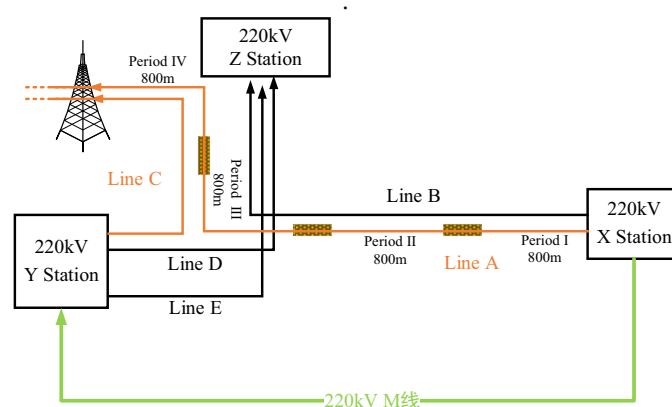 220kV
Z Station
Period IV
800m
Line C
Period III
800m
Line B
220kV
X Station
Period II
800m
Period I
800m
Line A
220kV
Y Station
Line D
Line E
220kV M线